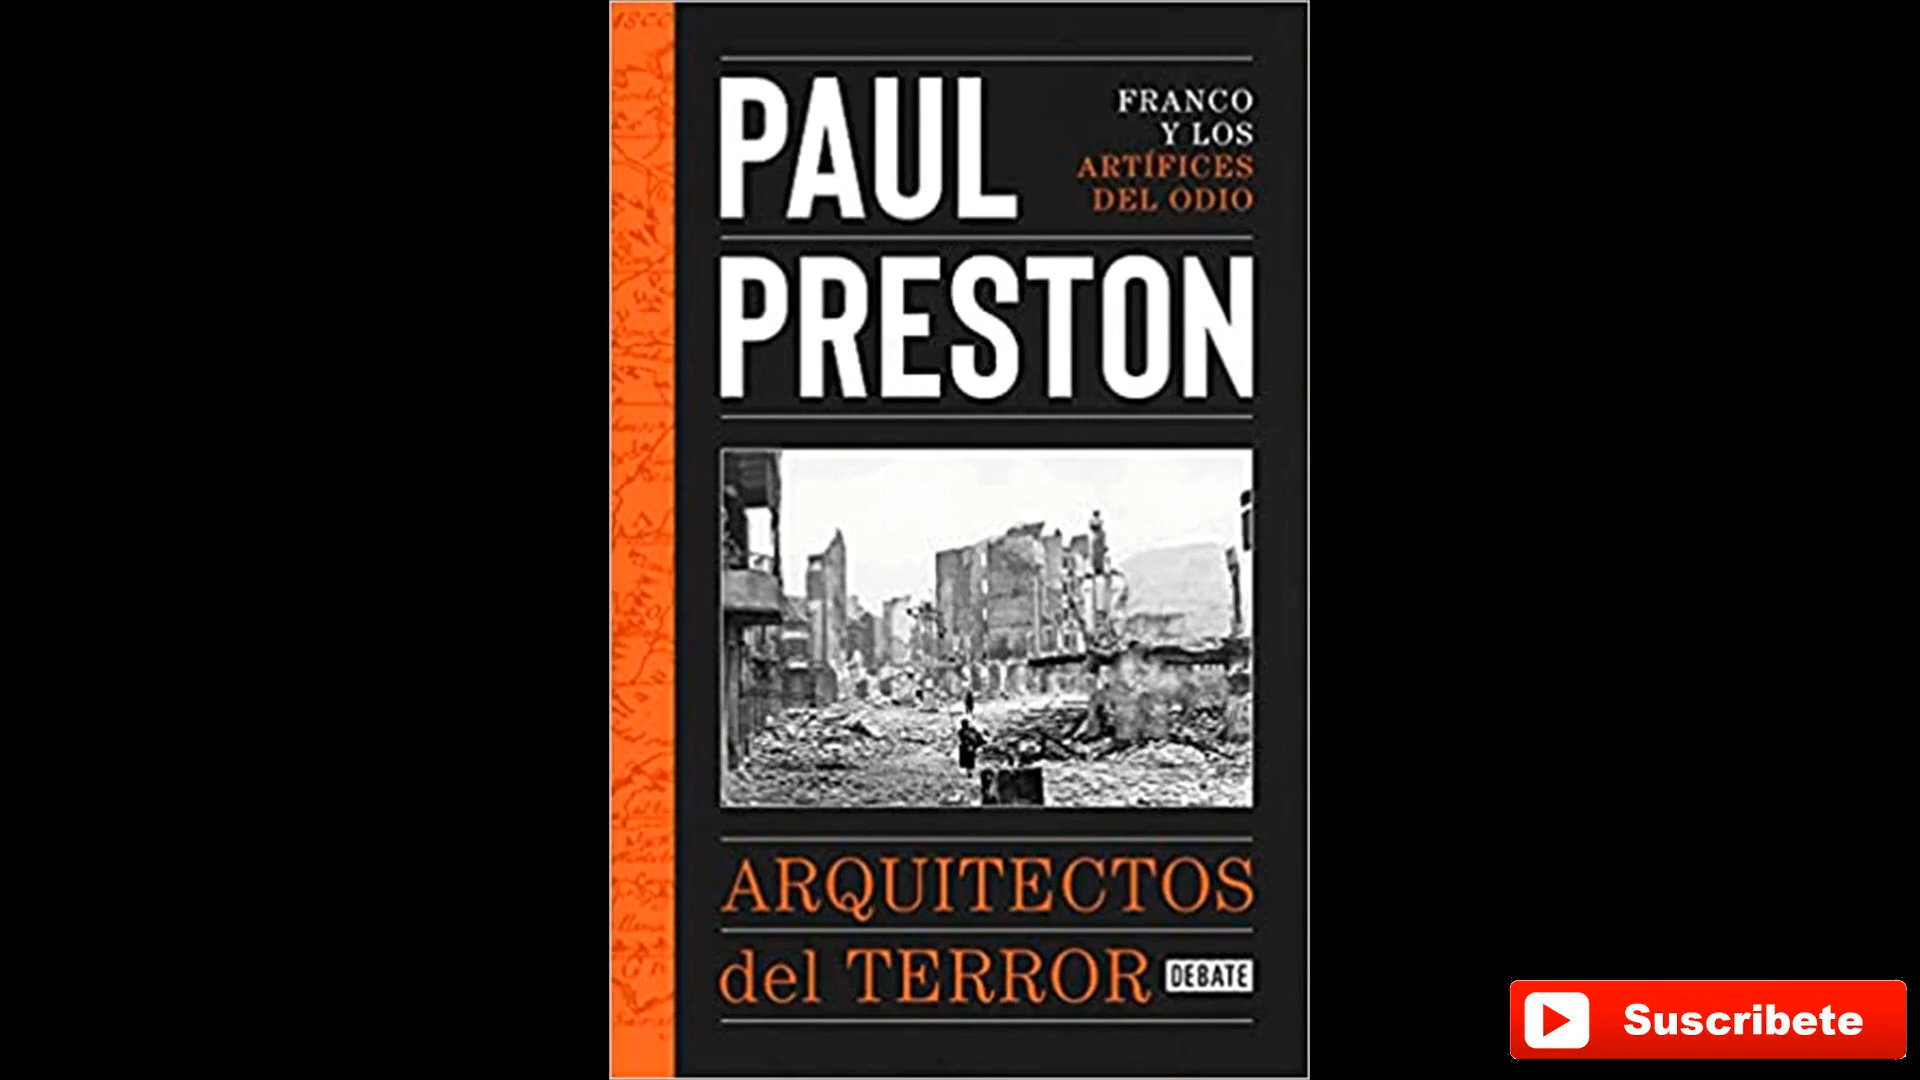 PAUL
FRANCO
Y LOS
ARTÍFICES
DEL ODIO
PRESTON
ARQUITECTOS
del TERROR
DEBATE
Suscribete